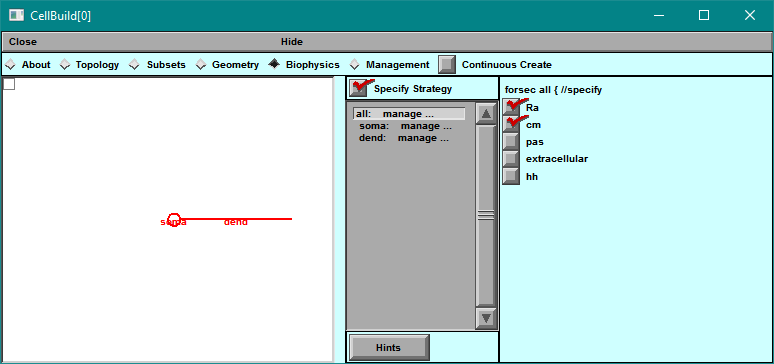 CellBuild[0]
Close Hide
About Topology Subsets Geometry Biophysics Management Continuous Create
Specify Strategy
all: manage ...
soma: manage ...
dend: manage ...
Hints
forsec all { //specify
Ra
cm
pas
extracellular
hh
soma dend